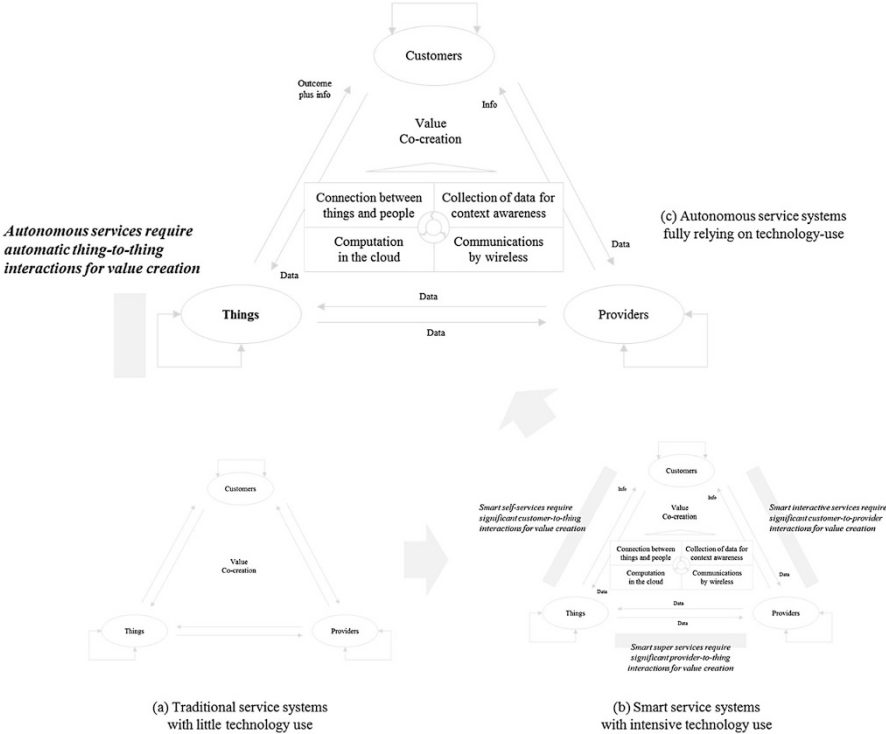 Customers
Outcome
plus info
Info
Value
Co-creation
Connection between
things and people
Collection of data for
context awareness
Computation
in the cloud
Communications
by wireless
Autonomous services require
automatic thing-to-thing
interactions for value creation
(c) Autonomous service systems
fully relying on technology-use
Data
Data
Things
Data
Data
Providers
Customers
Value
Co-creation
Things
Providers
(a) Traditional service systems
with little technology use
Customers
Info
Info
Smart self-services require
significant customer-to-thing
interactions for value creation
Value
Co-creation
Smart interactive services require
significant customer-to-provider
interactions for value creation
Connection between
things and people
Collection of data for
context awareness
Computation
in the cloud
Communications
by wireless
Data
Data
Things
Data
Data
Providers
Smart super services require
significant provider-to-thing
interactions for value creation
(b) Smart service systems
with intensive technology use